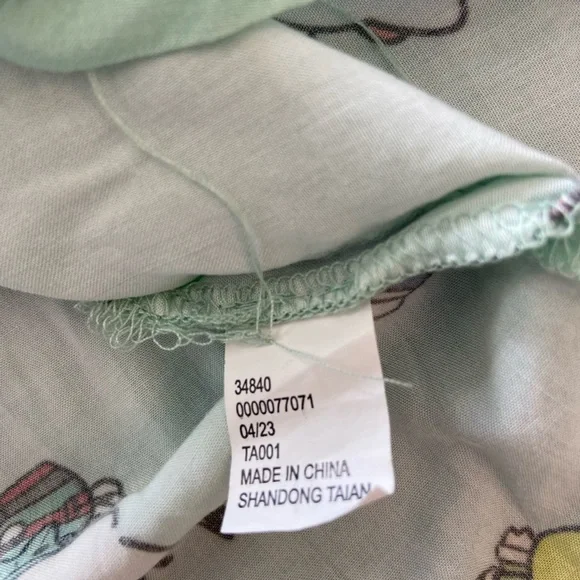 34840
0000077071
04/23
TA001
MADE IN CHINA
SHANDONG TAIAN